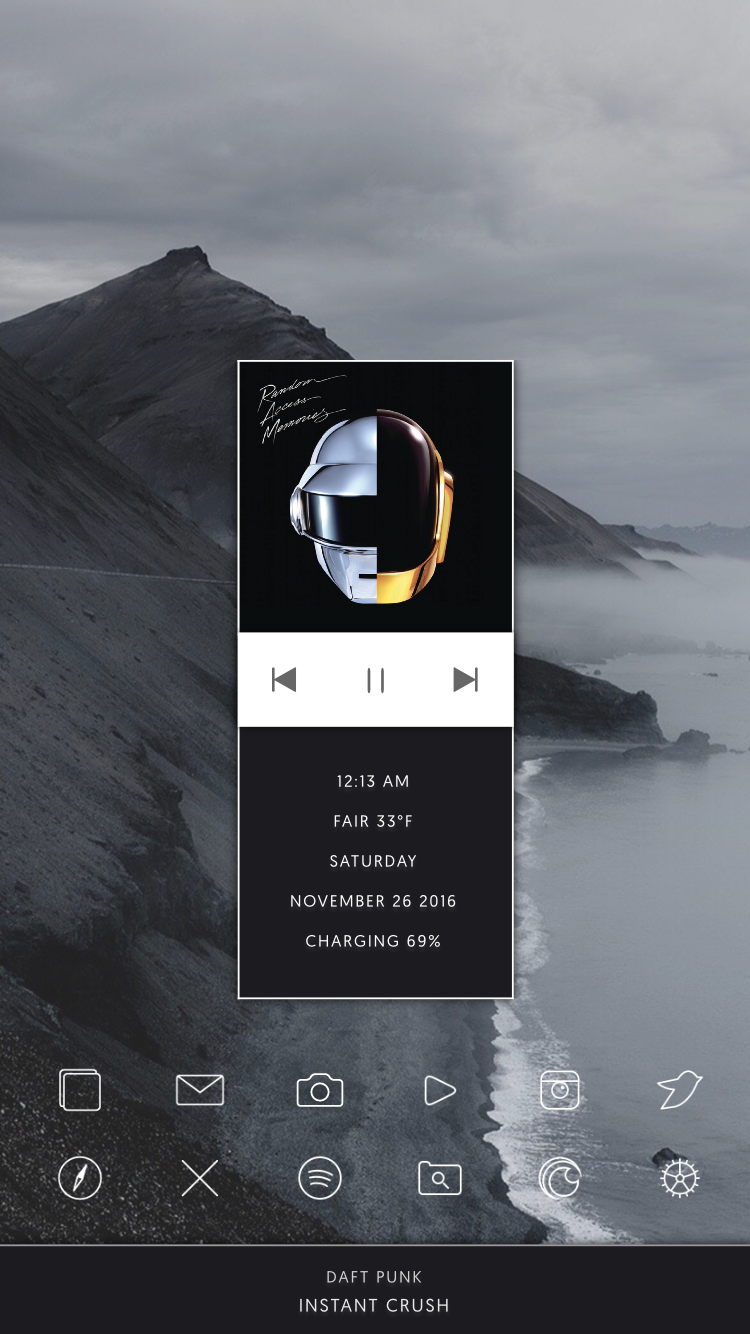 Random
Access
Memories
12:13 AM
FAIR 33°F
SATURDAY
NOVEMBER 26 2016
CHARGING 69%
DAFT PUNK
INSTANT CRUSH